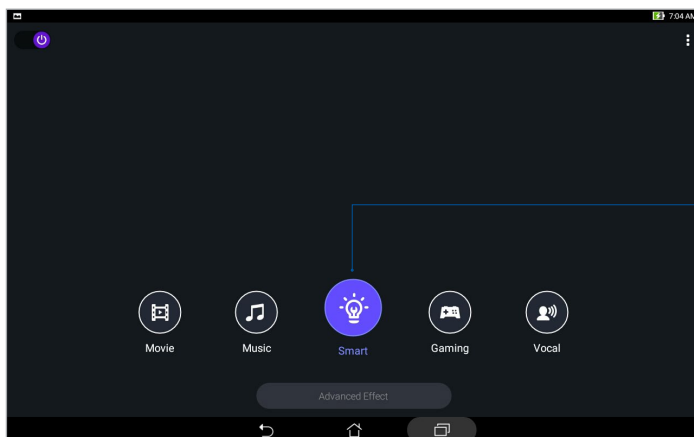 7:04 AM
Movie
Music
Smart
Gaming
Vocal
Advanced Effect